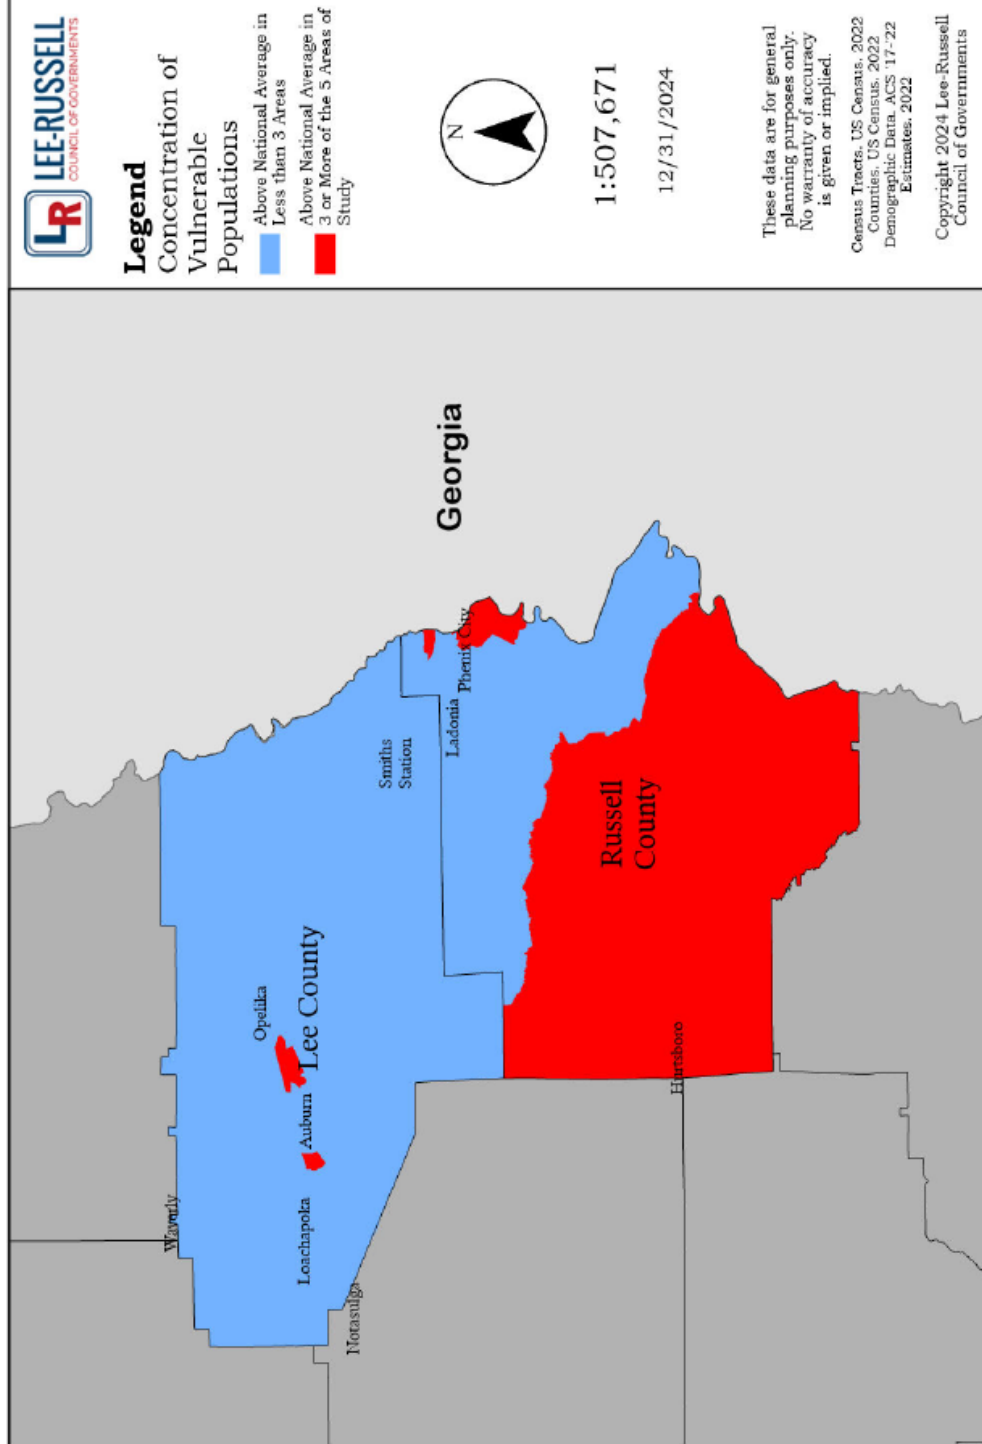 LR LEE-RUSSELL
COUNCIL OF GOVERNMENTS
Legend
Concentration of
Vulnerable
Populations
Above National Average in
Less than 3 Areas
Above National Average in
3 or More of the 5 Areas of
Study
N
1:507,671
12/31/2024
These data are for general
planning purposes only.
No warranty of accuracy
is given or implied.
Census Tracts, US Census, 2022
Counties, US Census, 2022
Demographic Data, ACS '17-'22
Estimates, 2022
Copyright 2024 Lee-Russell
Council of Governments
Waverly
Opelika
Loachapoka
Auburn
Lee County
Notasulga
Smiths
Station
Georgia
Ladonia
Phenix City
Russell
County
Hurtsboro